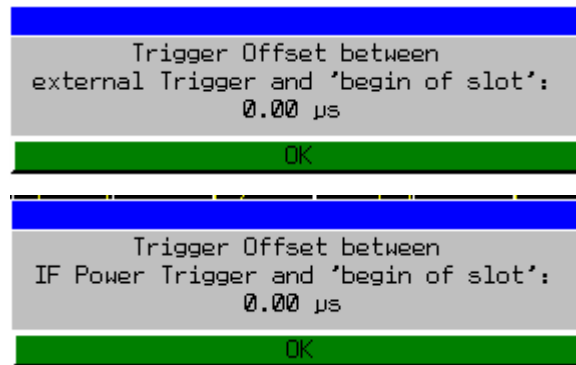 Trigger Offset between
external Trigger and 'begin of slot':
0.00 µs
OK
Trigger Offset between
IF Power Trigger and 'begin of slot':
0.00 µs
OK